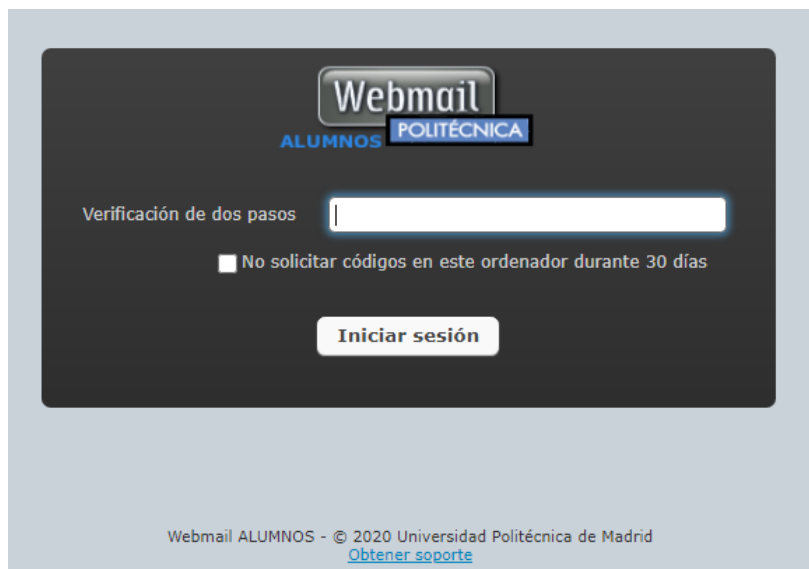 Webmail
ALUMNOS POLITÉCNICA
Verificación de dos pasos
No solicitar códigos en este ordenador durante 30 días
Iniciar sesión
Webmail ALUMNOS - © 2020 Universidad Politécnica de Madrid
Obtener soporte